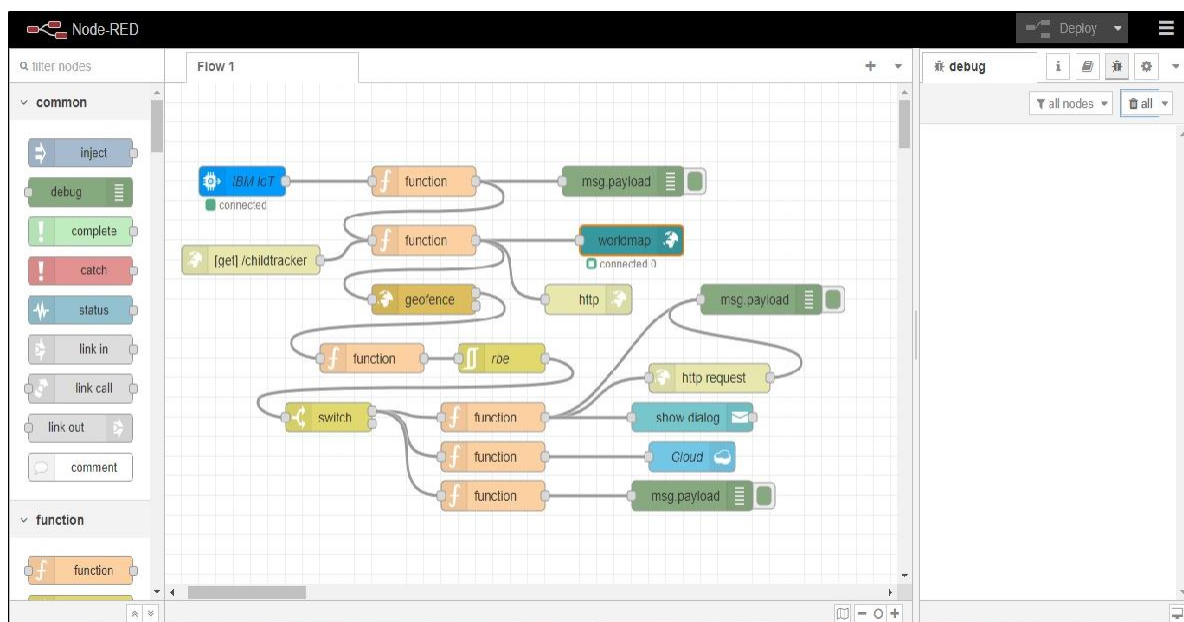 Node-RED
Deploy
filter nodes
Flow 1
debug
i
all nodes
all
common
inject
debug
complete
catch
status
link in
link call
link out
comment
function
function
IBM IoT
connected
function
msg.payload
[get] /childtracker
function
worldmap
connected 0
geofence
http
msg.payload
function
rbe
http request
switch
function
show dialog
function
Cloud
function
msg.payload